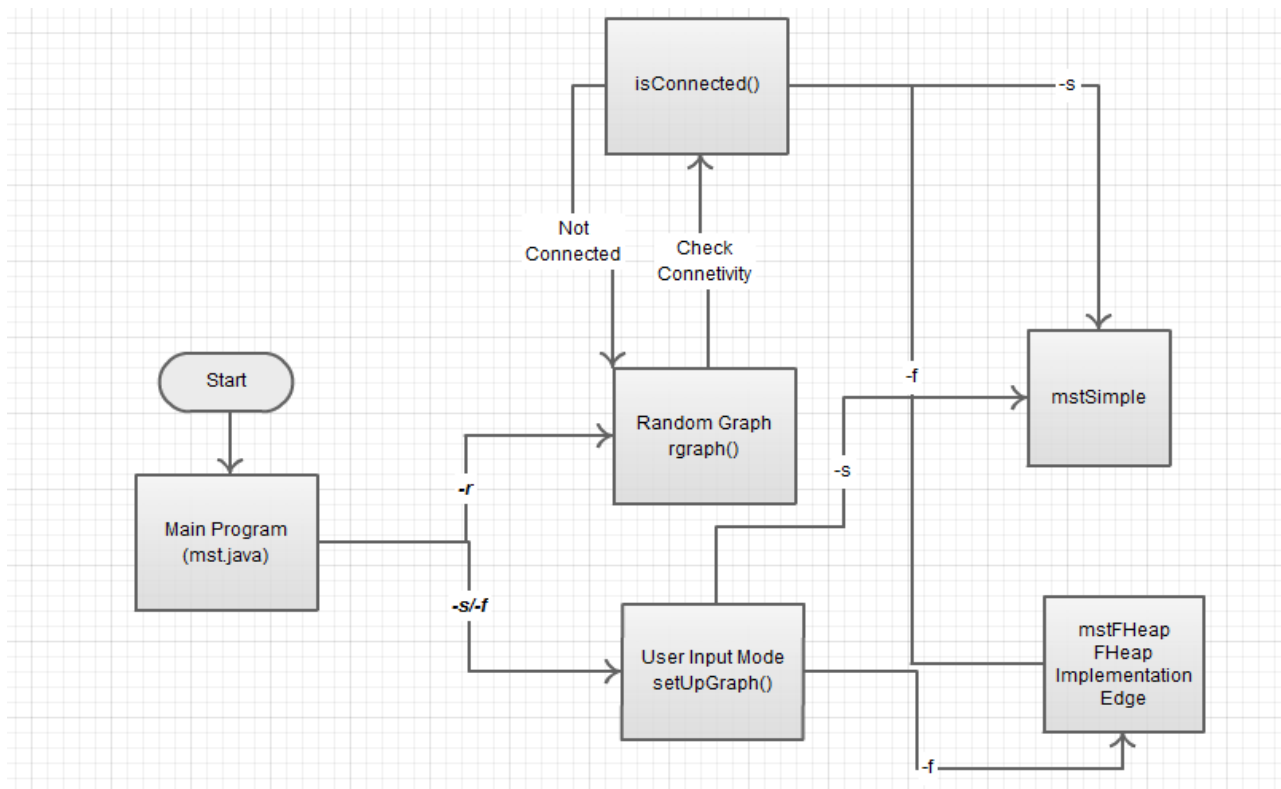 isConnected()
-s
Not
Connected
Check
Connetivity
Start
-f
mstSimple
Random Graph
rgraph()
-s
-r
Main Program
(mst.java)
-s/-f
User Input Mode
setUpGraph()
mstFHeap
FHeap
Implementation
Edge
-f